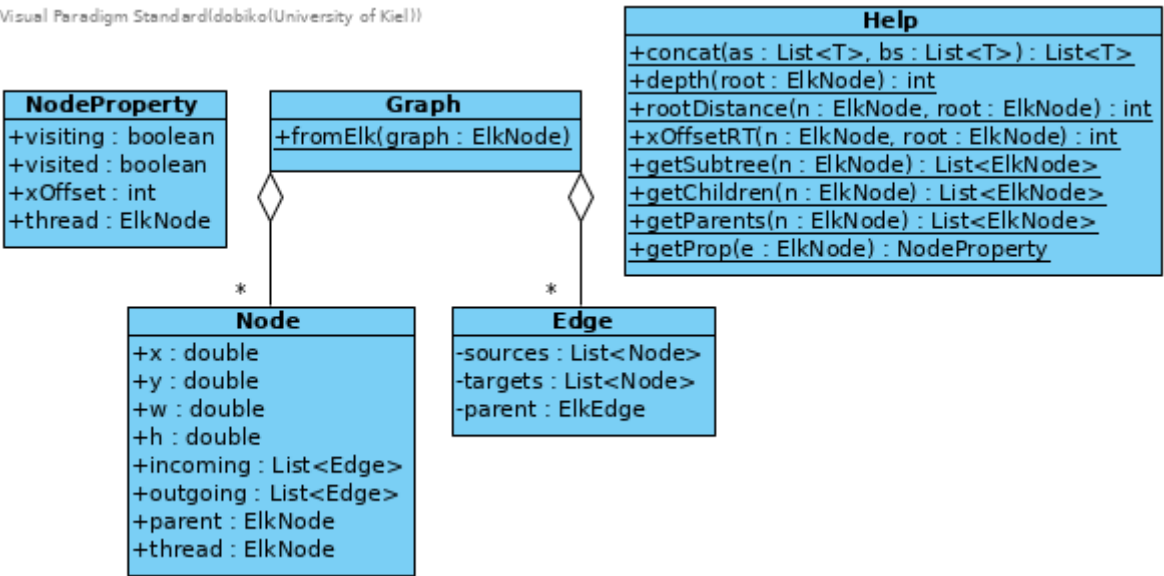 Visual Paradigm Standard(dobiko(University of Kiel))
Help
+concat(as : List<T>, bs : List<T>) : List<T>
+depth(root : ElkNode) : int
+rootDistance(n : ElkNode, root : ElkNode) : int
+xOffsetRT(n : ElkNode, root : ElkNode) : int
+getSubtree(n : ElkNode) : List<ElkNode>
+getChildren(n : ElkNode) : List<ElkNode>
+getParents(n : ElkNode) : List<ElkNode>
+getProp(e : ElkNode) : NodeProperty
NodeProperty
+visiting : boolean
+visited : boolean
+xOffset : int
+thread : ElkNode
Graph
+fromElk(graph : ElkNode)
*
*
Node
+x : double
+y : double
+w : double
+h : double
+incoming : List<Edge>
+outgoing : List<Edge>
+parent : ElkNode
+thread : ElkNode
Edge
-sources : List<Node>
-targets : List<Node>
-parent : ElkEdge